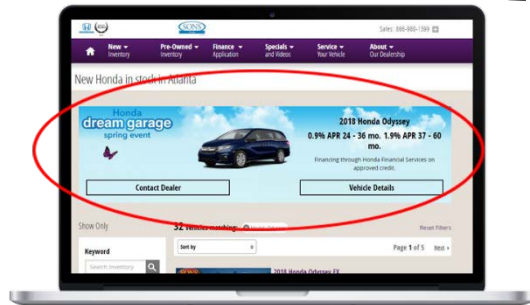 SONS
Sales: 866-980-1399
New
Inventory
Pre-Owned
Inventory
Finance
Application
Specials
and Videos
Service
Your Vehicle
About
Our Dealership
New Honda in stock in Atlanta
Honda
dream garage
spring event
2018 Honda Odyssey
0.9% APR 24 - 36 mo. 1.9% APR 37 - 60
mo.
Financing through Honda Financial Services on
approved credit.
Contact Dealer
Vehicle Details
Show Only
32 Vehicles matching:
Reset Filters
Keyword
Search Inventory
Sort by
Page 1 of 5 Next
2018 Honda Odyssey EX